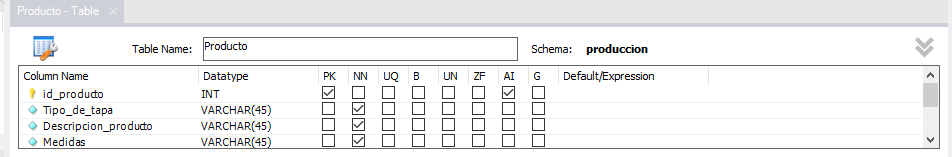 Producto - Table
Table Name: Producto Schema: produccion
Column Name Datatype PK NN UQ B UN ZF AI G Default/Expression
id_producto INT
Tipo_de_tapa VARCHAR(45)
Descripcion_producto VARCHAR(45)
Medidas VARCHAR(45)